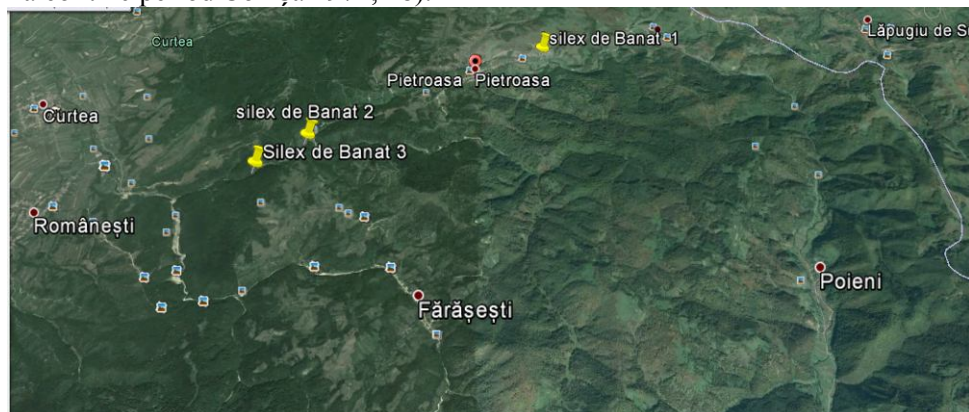 silex de Banat 1
Lăpugiu de
Curtea
Pietroasa
Pietroasa
silex de Banat 2
Curtea
Silex de Banat 3
Românești
Poieni
Fărășești